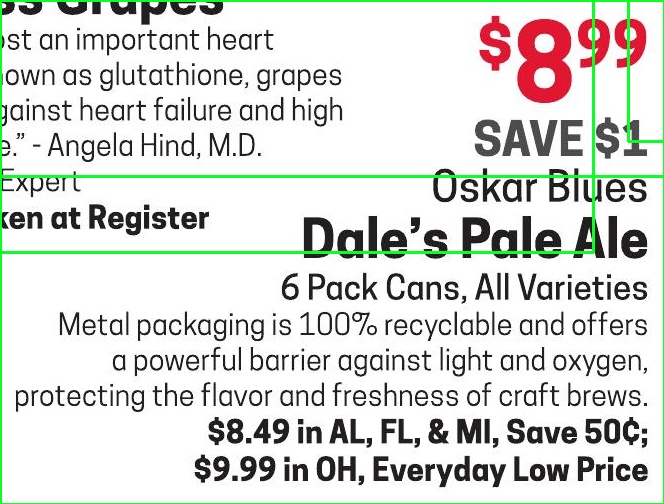 ost an important heart
own as glutathione, grapes
gainst heart failure and high
e.” - Angela Hind, M.D.
Expert
ken at Register
$8.99
SAVE $1
Oskar Blues
Dale’s Pale Ale
6 Pack Cans, All Varieties
Metal packaging is 100% recyclable and offers
a powerful barrier against light and oxygen,
protecting the flavor and freshness of craft brews.
$8.49 in AL, FL, & MI, Save 50¢;
$9.99 in OH, Everyday Low Price